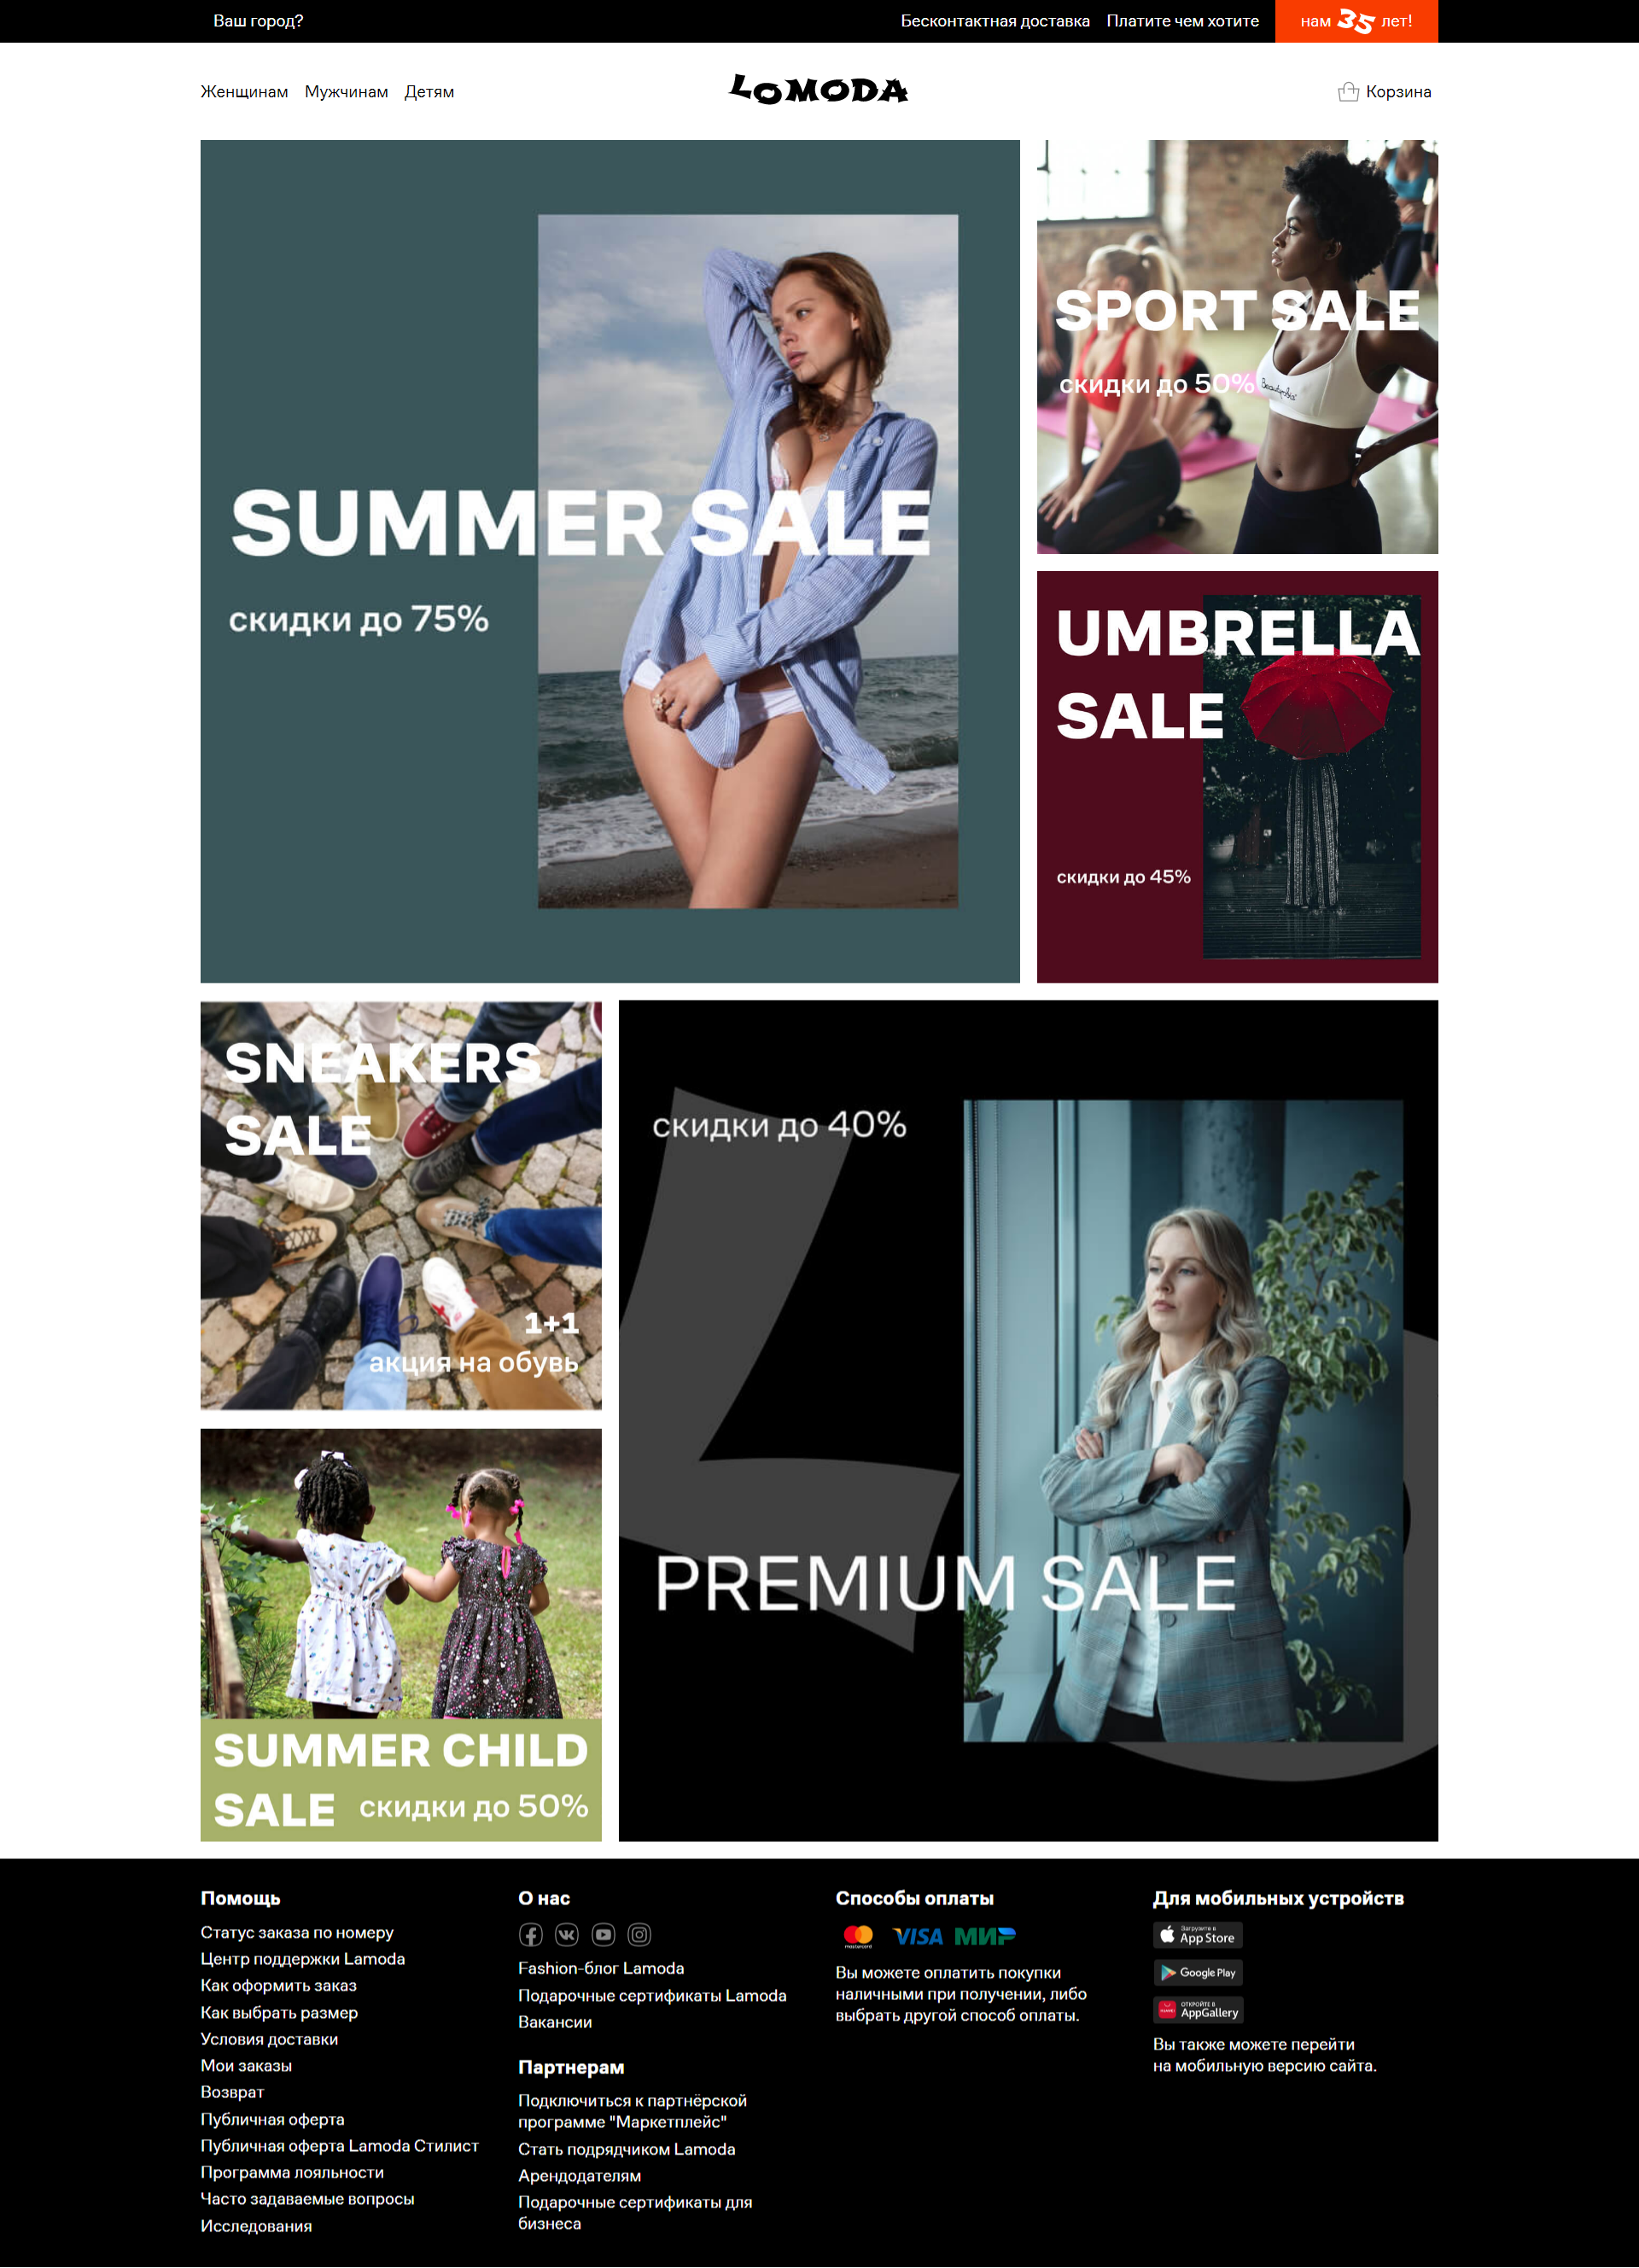 Ваш город?
Бесконтактная доставка
Платите чем хотите
нам 35 лет!
Женщинам
Мужчинам
Детям
LOMODA
Корзина
SUMMER SALE
скидки до 75%
SPORT SALE
скидки до 50%
UMBRELLA
SALE
скидки до 45%
SNEAKERS
SALE
1+1
акция на обувь
скидки до 40%
PREMIUM SALE
SUMMER CHILD
SALE скидки до 50%
Помощь
Статус заказа по номеру
Центр поддержки Lamoda
Как оформить заказ
Как выбрать размер
Условия доставки
Мои заказы
Возврат
Публичная оферта
Публичная оферта Lamoda Стилист
Программа лояльности
Часто задаваемые вопросы
Исследования
О нас
Fashion-блог Lamoda
Подарочные сертификаты Lamoda
Вакансии
Партнерам
Подключиться к партнёрской
программе "Маркетплейс"
Стать подрядчиком Lamoda
Арендодателям
Подарочные сертификаты для
бизнеса
Способы оплаты
mastercard VISA МИР
Вы можете оплатить покупки
наличными при получении, либо
выбрать другой способ оплаты.
Для мобильных устройств
Загрузите в
App Store
Google Play
ОТКРОЙТЕ В
AppGallery
Вы также можете перейти
на мобильную версию сайта.